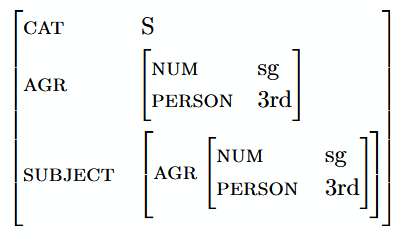 CAT S
NUM sg
AGR
PERSON 3rd
NUM sg
SUBJECT AGR
PERSON 3rd